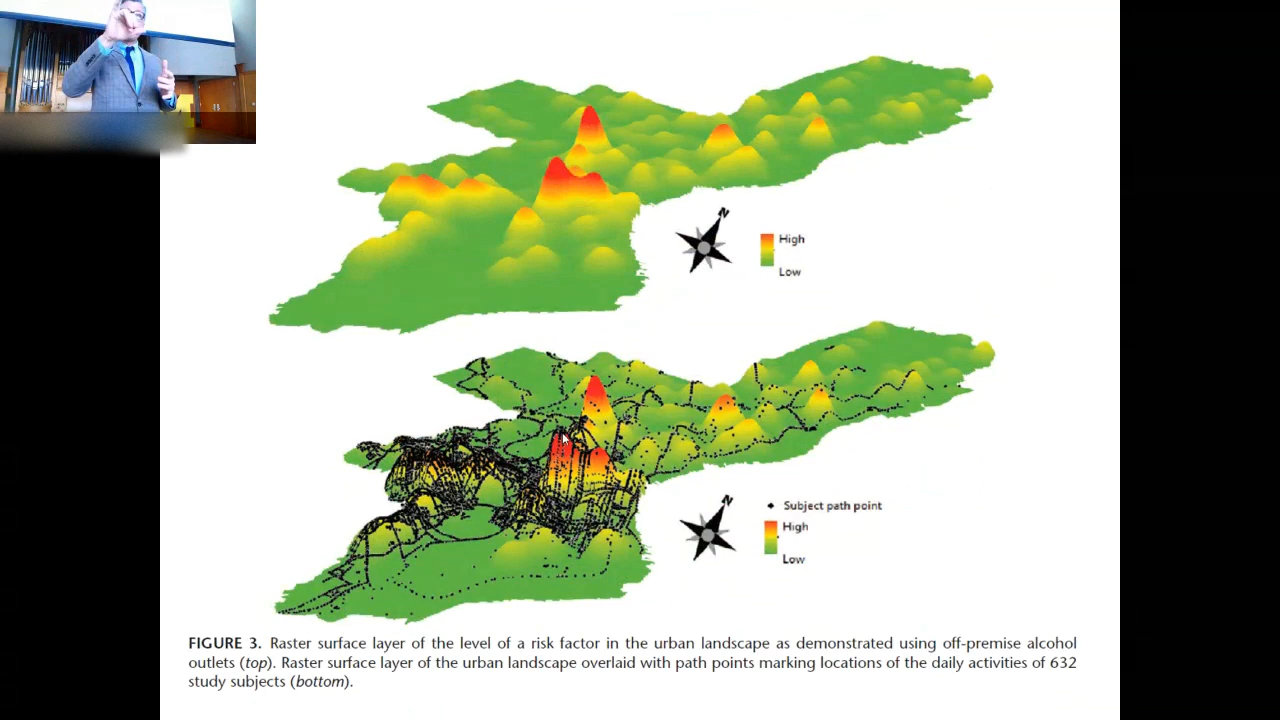 N
High
Low
N
Subject path point
High
Low
FIGURE 3. Raster surface layer of the level of a risk factor in the urban landscape as demonstrated using off-premise alcohol
outlets (top). Raster surface layer of the urban landscape overlaid with path points marking locations of the daily activities of 632
study subjects (bottom).